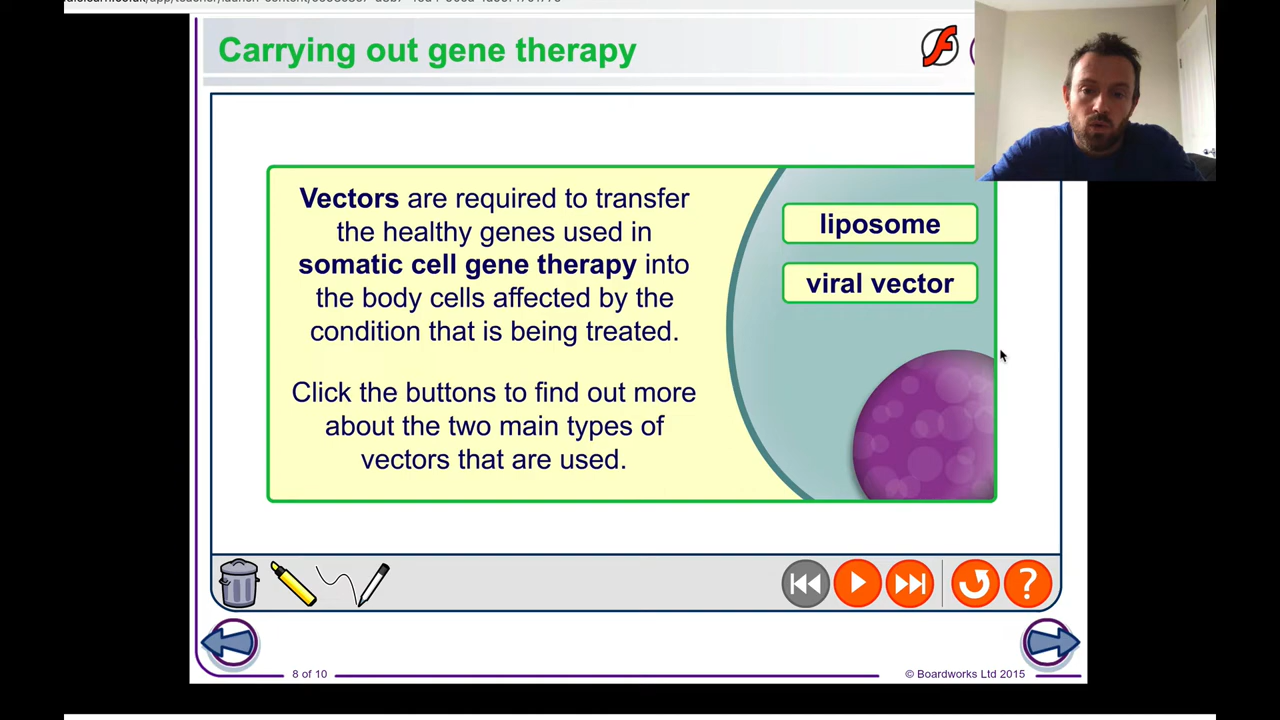 Carrying out gene therapy
Vectors are required to transfer
the healthy genes used in
somatic cell gene therapy into
the body cells affected by the
condition that is being treated.
Click the buttons to find out more
about the two main types of
vectors that are used.
liposome
viral vector
?
8 of 10
© Boardworks Ltd 2015